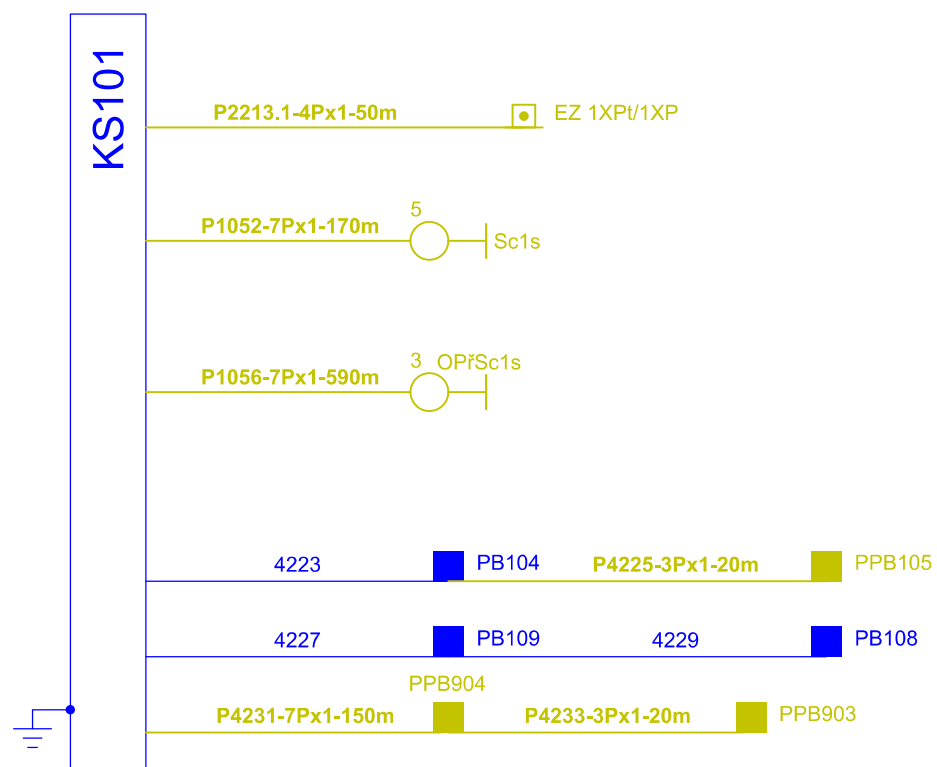 KS101
P2213.1-4Px1-50m
EZ 1XPt/1XP
5
P1052-7Px1-170m
Sc1s
3
OPřSc1s
P1056-7Px1-590m
4223
PB104
P4225-3Px1-20m
PPB105
4227
PB109
4229
PB108
PPB904
P4231-7Px1-150m
P4233-3Px1-20m
PPB903